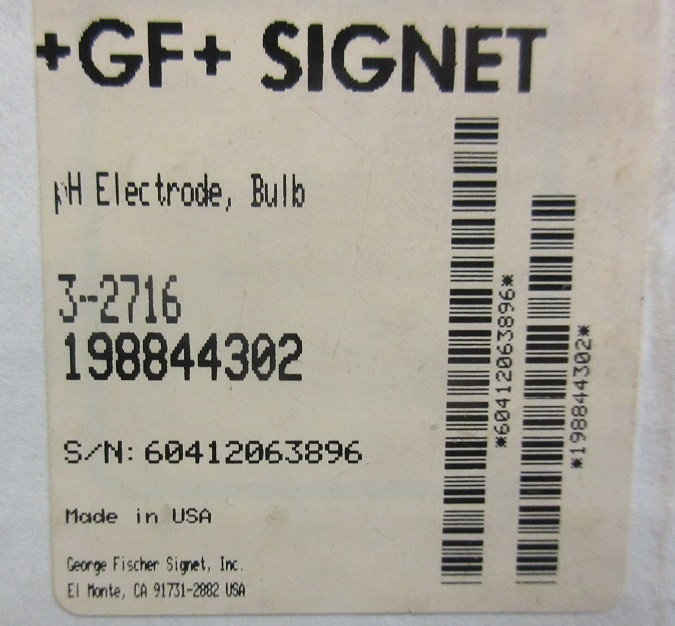 +GF+ SIGNET
pH Electrode, Bulb
3-2716
198844302
S/N: 60412063896
Made in USA
George Fischer Signet, Inc.
El Monte, CA 91731-2882 USA
*60412063896*
*198844302*